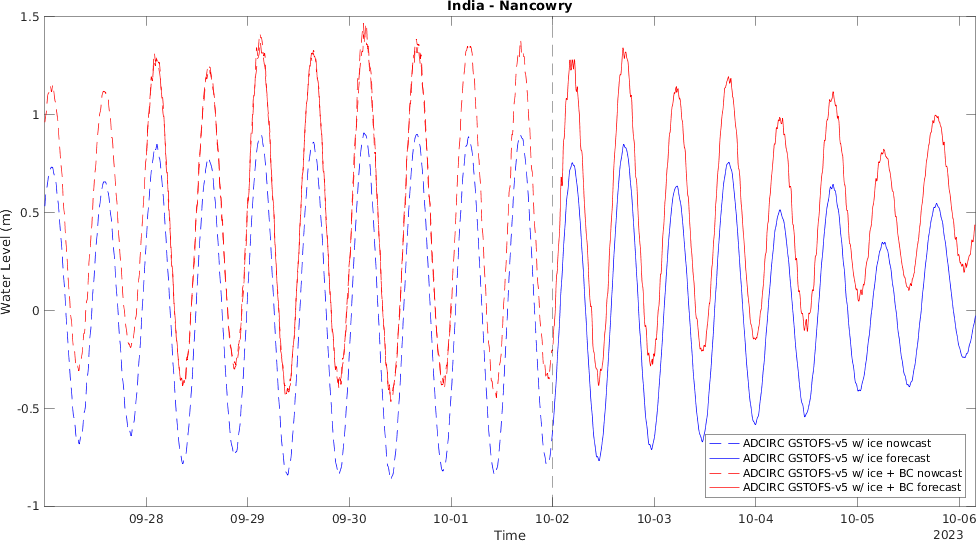 India - Nancowry
1.5
1
0.5
0
-0.5
-1
Water Level (m)
09-28
09-29
09-30
10-01
10-02
10-03
10-04
10-05
10-06
2023
Time
ADCIRC GSTOFS-v5 w/ ice nowcast
ADCIRC GSTOFS-v5 w/ ice forecast
ADCIRC GSTOFS-v5 w/ ice + BC nowcast
ADCIRC GSTOFS-v5 w/ ice + BC forecast